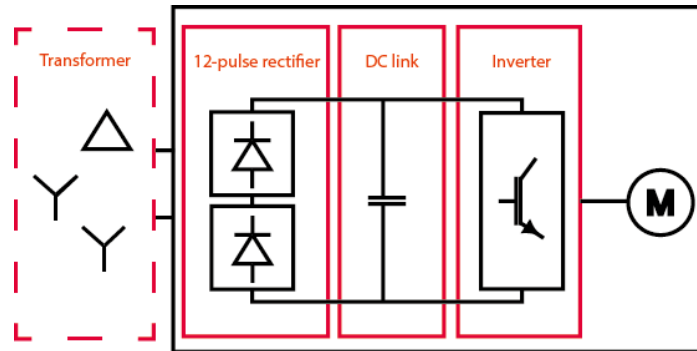 Transformer
12-pulse rectifier
DC link
Inverter
M